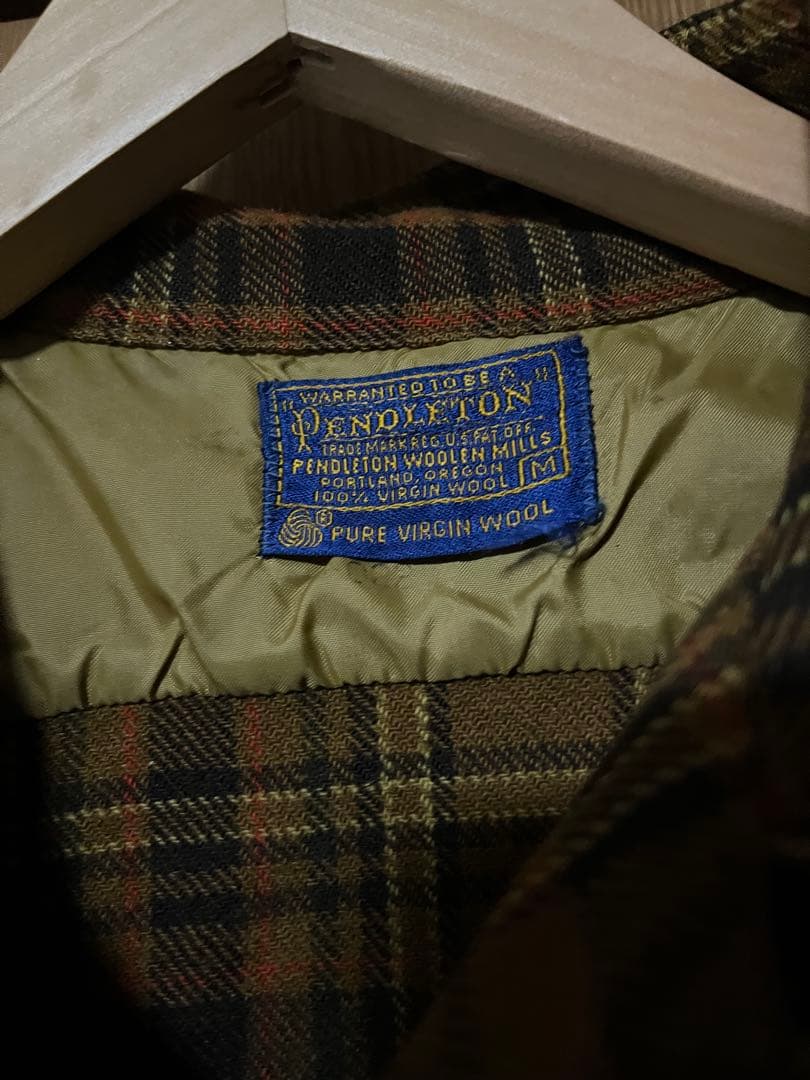 "WARRANTED TO BE A
PENDLETON"
TRADE MARK REG. U.S. PAT. OFF.
PENDLETON WOOLEN MILLS
PORTLAND, OREGON
100% VIRGIN WOOL M
® PURE VIRGIN WOOL